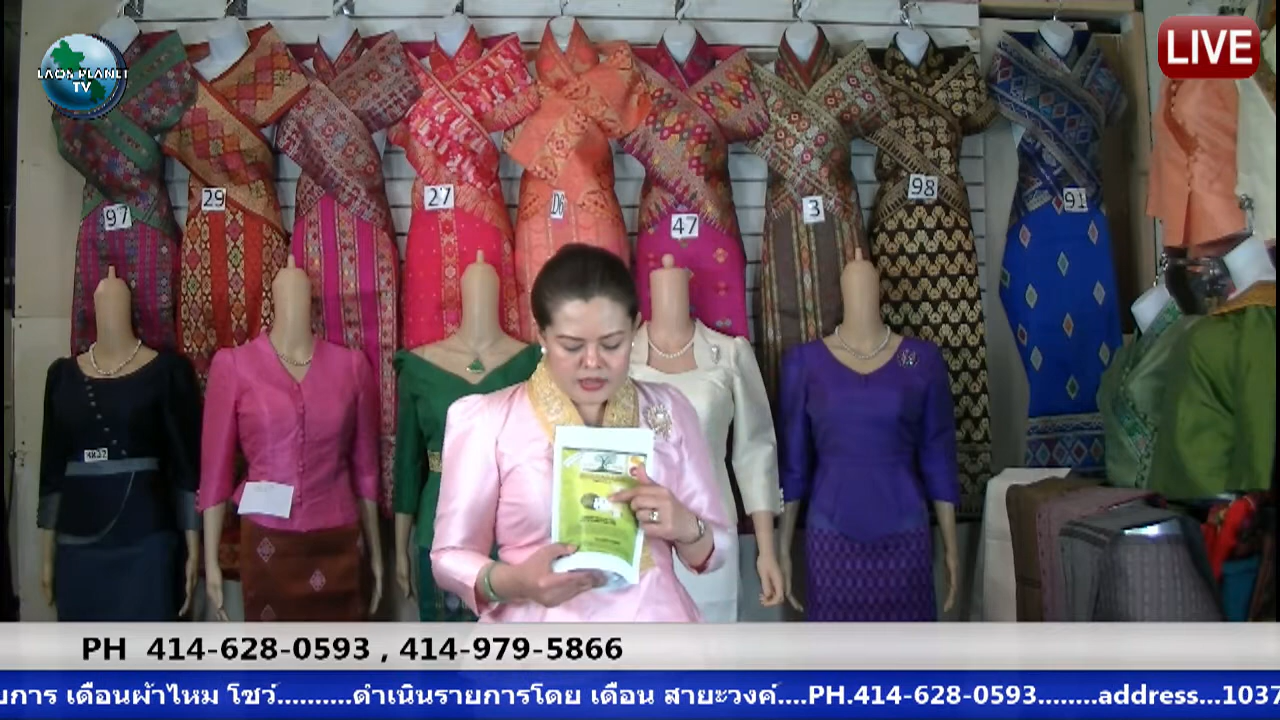 LAOS PLANET
TV
LIVE
97
29
27
106
47
3
98
91
PH 414-628-0593 , 414-979-5866
ยการ เดือนผ้าไหม โชว์..........ดำเนินรายการโดย เดือน สายะวงค์....PH.414-628-0593........address...1037